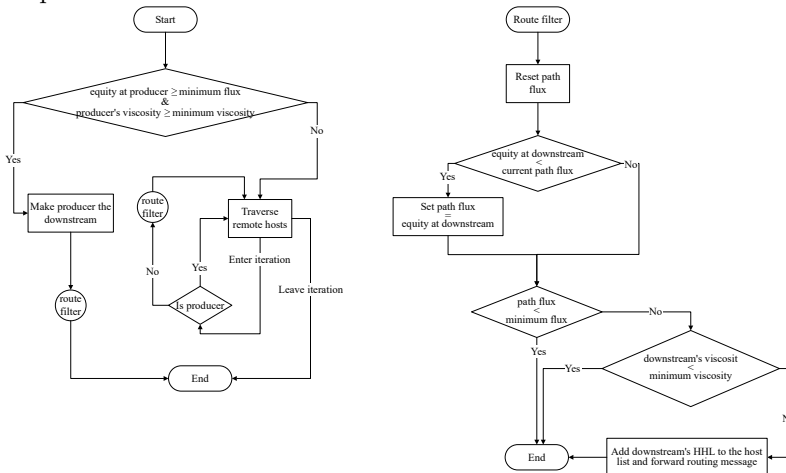 Start
equity at producer ≥ minimum flux
&
producer's viscosity ≥ minimum viscosity
Yes
No
Make producer the
downstream
route
filter
route
filter
Traverse
remote hosts
No
Yes
Enter iteration
Is producer
Leave iteration
End
Route filter
Reset path
flux
equity at downstream
<
current path flux
Yes
No
Set path flux
=
equity at downstream
path flux
<
minimum flux
No
Yes
downstream's viscosit
<
minimum viscosity
Yes
End
Add downstream's HHL to the host
list and forward routing message